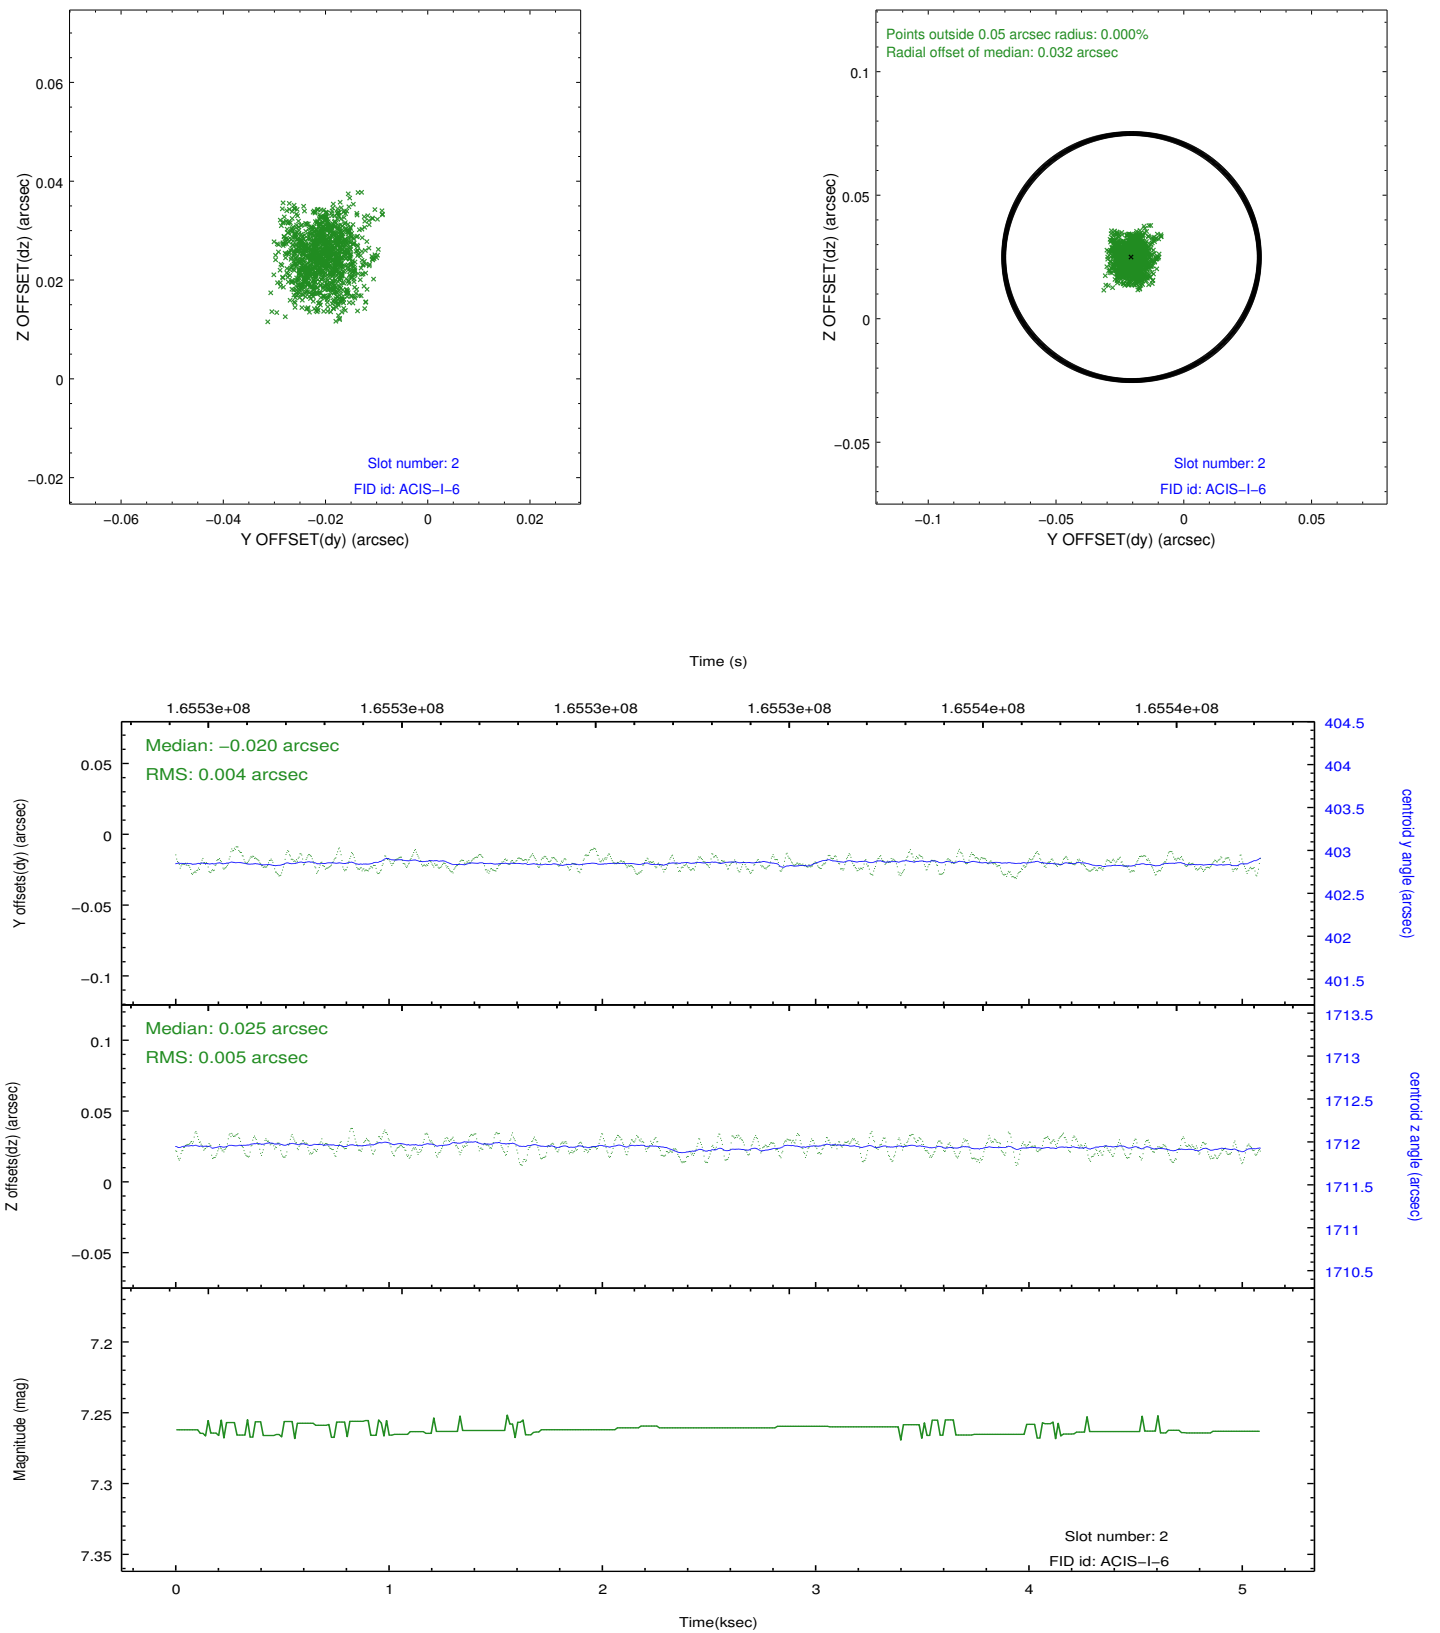 0.06
0.04
0.02
0
−0.02
Z OFFSET(dz) (arcsec)
Slot number: 2
FID id: ACIS−I−6
−0.06 −0.04 −0.02 0 0.02
Y OFFSET(dy) (arcsec)
Points outside 0.05 arcsec radius: 0.000%
Radial offset of median: 0.032 arcsec
0.1
0.05
0
−0.05
Z OFFSET(dz) (arcsec)
Slot number: 2
FID id: ACIS−I−6
−0.1 −0.05 0 0.05
Y OFFSET(dy) (arcsec)
Time (s)
1.6553e+08 1.6553e+08 1.6553e+08 1.6553e+08 1.6554e+08 1.6554e+08
Median: −0.020 arcsec
RMS: 0.004 arcsec
0.05
0
−0.05
−0.1
Y offsets(dy) (arcsec)
404.5
404
403.5
403
402.5
402
401.5
centroid y angle (arcsec)
Median: 0.025 arcsec
RMS: 0.005 arcsec
0.1
0.05
0
−0.05
Z offsets(dz) (arcsec)
1713.5
1713
1712.5
1712
1711.5
1711
1710.5
centroid z angle (arcsec)
7.2
7.25
7.3
7.35
Magnitude (mag)
Slot number: 2
FID id: ACIS−I−6
0 1 2 3 4 5
Time(ksec)